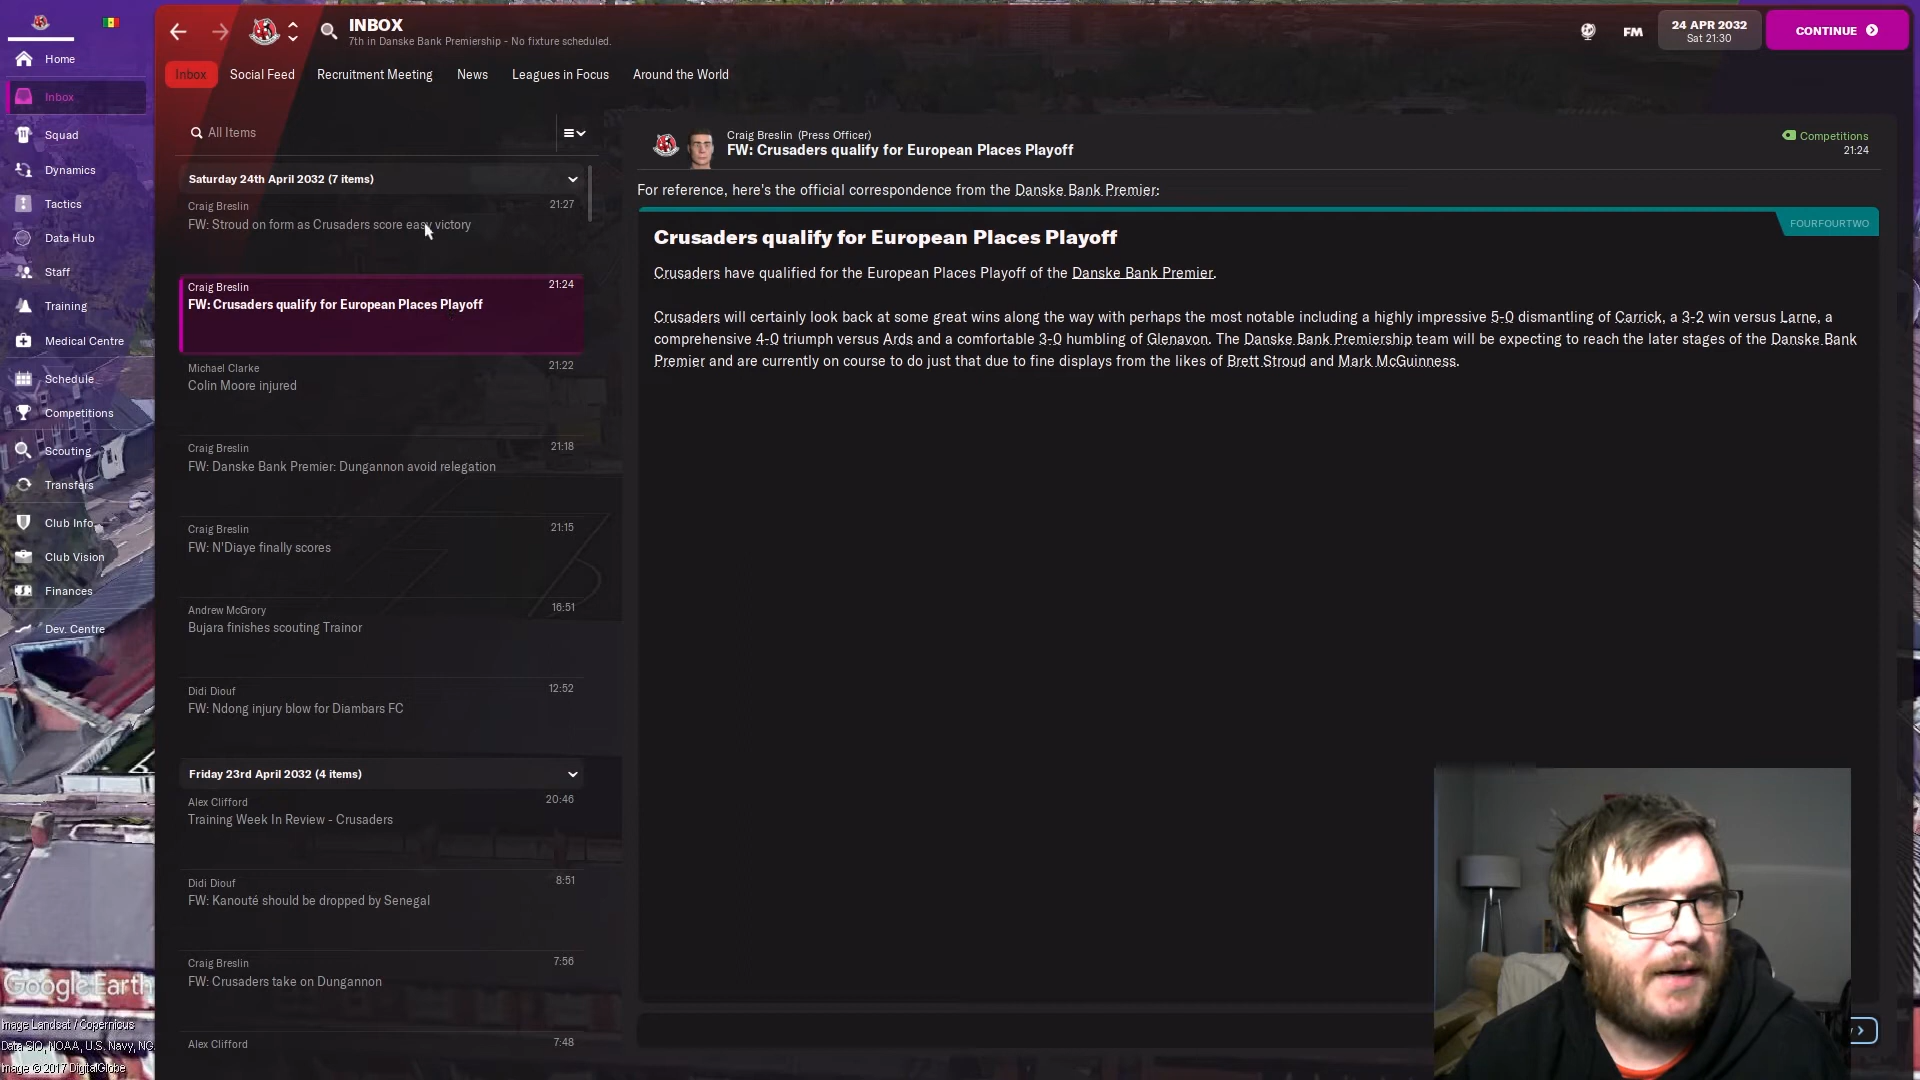 INBOX
7th in Danske Bank Premiership - No fixture scheduled.
FM
24 APR 2032
Sat 21:30
CONTINUE
Home
Inbox
Squad
Dynamics
Tactics
Data Hub
Staff
Training
Medical Centre
Schedule
Competitions
Scouting
Transfers
Club Info
Club Vision
Finances
Dev. Centre
Google Earth
Image Landsat / Copernicus
Data SIO, NOAA, U.S. Navy, NG
Image © 2017 DigitalGlobe
Inbox
Social Feed
Recruitment Meeting
News
Leagues in Focus
Around the World
All Items
Saturday 24th April 2032 (7 items)
Craig Breslin 21:27
FW: Stroud on form as Crusaders score easy victory
Craig Breslin 21:24
FW: Crusaders qualify for European Places Playoff
Michael Clarke 21:22
Colin Moore injured
Craig Breslin 21:18
FW: Danske Bank Premier: Dungannon avoid relegation
Craig Breslin 21:15
FW: N'Diaye finally scores
Andrew McGrory 16:51
Bujara finishes scouting Trainor
Didi Diouf 12:52
FW: Ndong injury blow for Diambars FC
Friday 23rd April 2032 (4 items)
Alex Clifford 20:46
Training Week In Review - Crusaders
Didi Diouf 8:51
FW: Kanouté should be dropped by Senegal
Craig Breslin 7:56
FW: Crusaders take on Dungannon
Alex Clifford 7:48
Craig Breslin (Press Officer)
FW: Crusaders qualify for European Places Playoff
Competitions
21:24
For reference, here's the official correspondence from the Danske Bank Premier:
FOURFOURTWO
Crusaders qualify for European Places Playoff
Crusaders have qualified for the European Places Playoff of the Danske Bank Premier.
Crusaders will certainly look back at some great wins along the way with perhaps the most notable including a highly impressive 5-0 dismantling of Carrick, a 3-2 win versus Larne, a
comprehensive 4-0 triumph versus Ards and a comfortable 3-0 humbling of Glenavon. The Danske Bank Premiership team will be expecting to reach the later stages of the Danske Bank
Premier and are currently on course to do just that due to fine displays from the likes of Brett Stroud and Mark McGuinness.